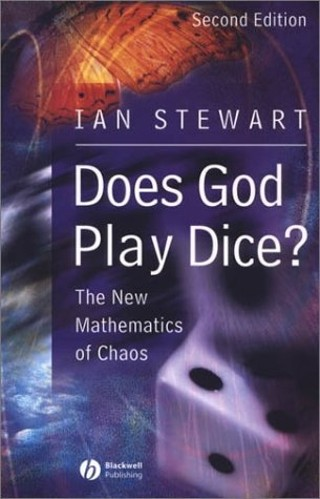 Second Edition
IAN STEWART
Does God
Play Dice?
The New
Mathematics
of Chaos
b
Blackwell
Publishing